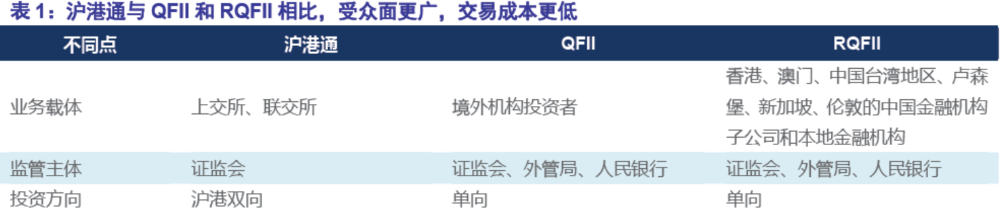 表 1：沪港通与 QFII 和 RQFII 相比，受众面更广，交易成本更低
不同点 沪港通 QFII RQFII
业务载体 上交所、联交所 境外机构投资者 香港、澳门、中国台湾地区、卢森
堡、新加坡、伦敦的中国金融机构
子公司和本地金融机构
监管主体 证监会 证监会、外管局、人民银行 证监会、外管局、人民银行
投资方向 沪港双向 单向 单向